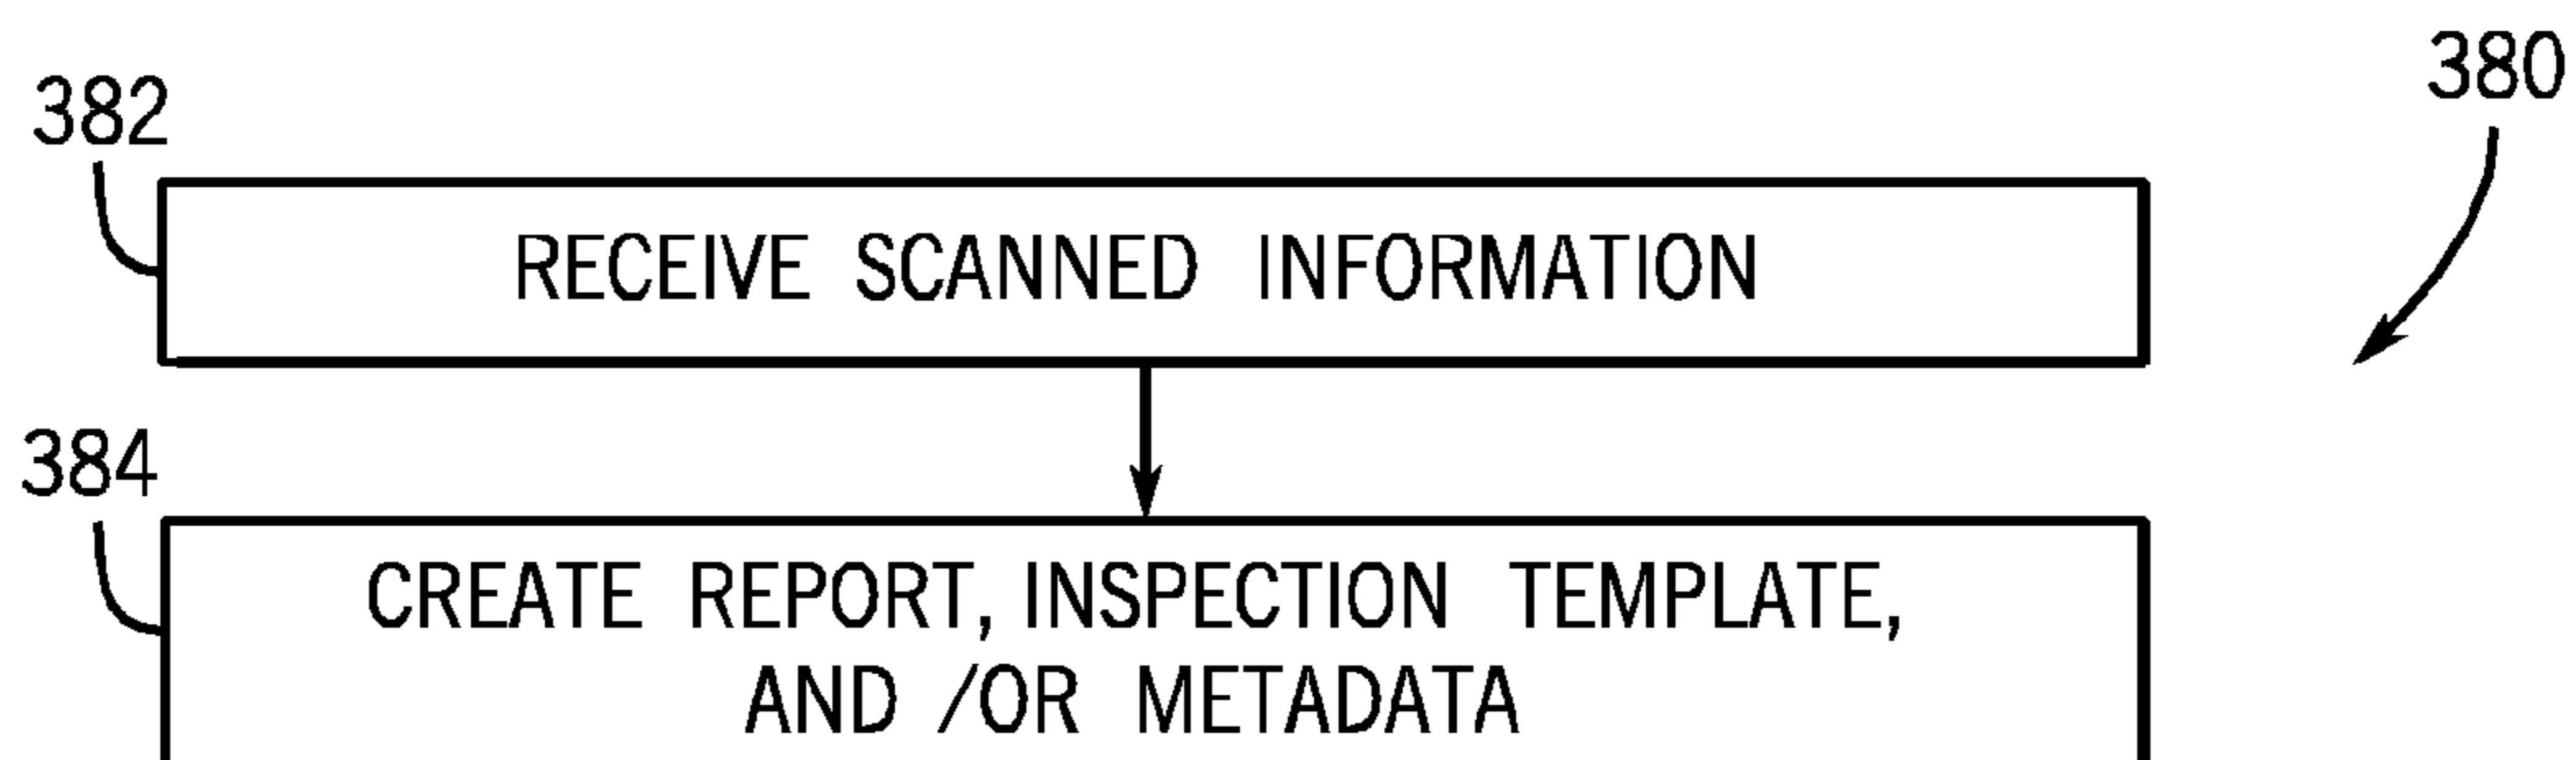 380
382
RECEIVE SCANNED INFORMATION
384
CREATE REPORT, INSPECTION TEMPLATE,
AND /OR METADATA